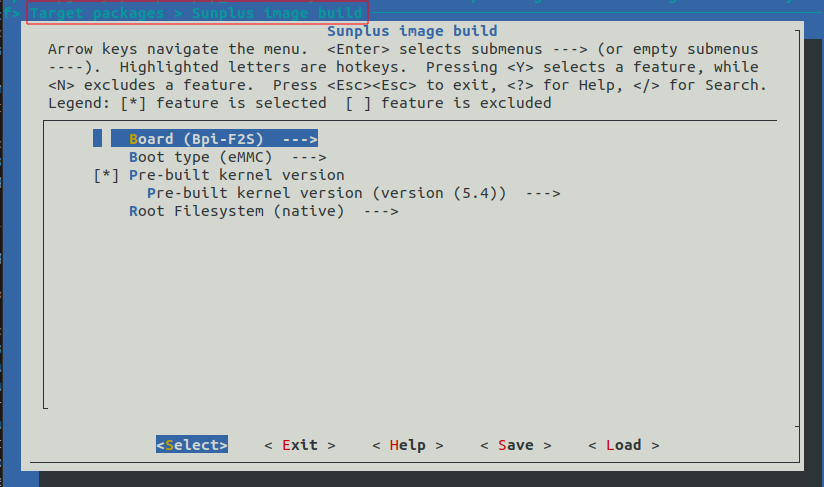 f> Target packages > Sunplus image build
Sunplus image build
Arrow keys navigate the menu.  <Enter> selects submenus ---> (or empty submenus
----).  Highlighted letters are hotkeys.  Pressing <Y> selects a feature, while
<N> excludes a feature.  Press <Esc><Esc> to exit, <?> for Help, </> for Search.
Legend: [*] feature is selected  [ ] feature is excluded
Board (Bpi-F2S)  --->
Boot type (eMMC)  --->
[*] Pre-built kernel version
Pre-built kernel version (version (5.4))  --->
Root Filesystem (native)  --->
<Select>    < Exit >    < Help >    < Save >    < Load >